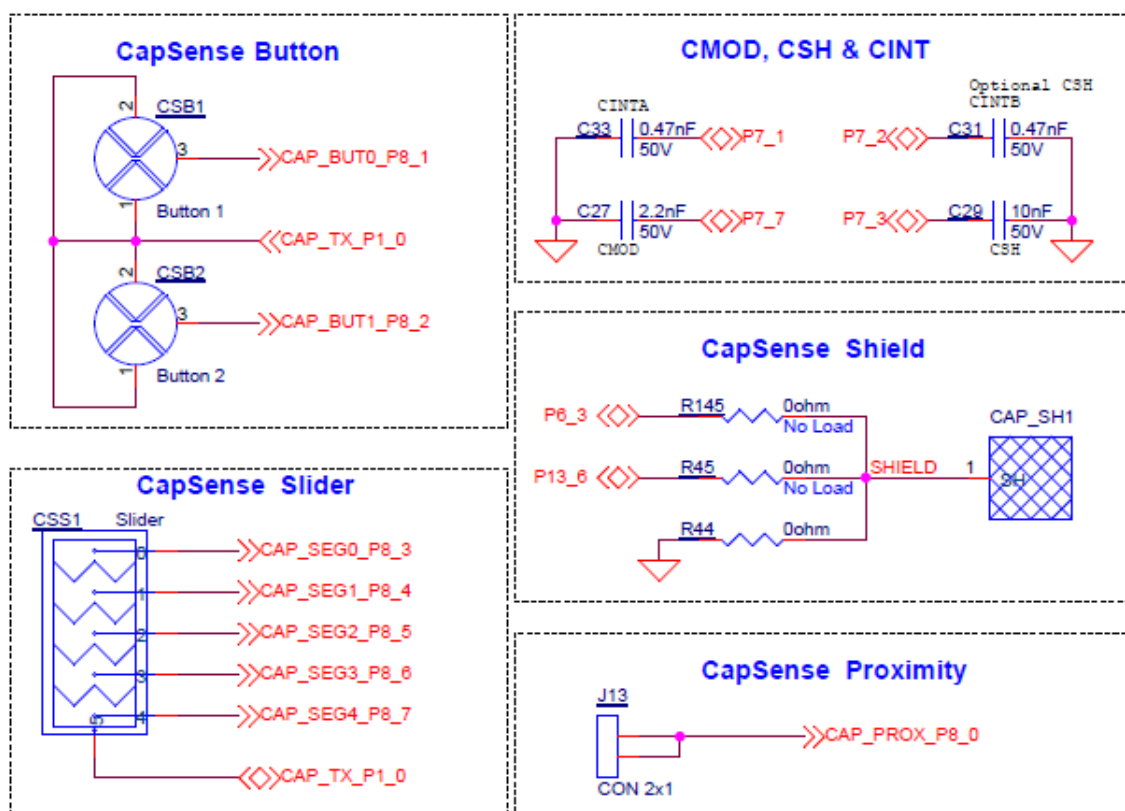 CapSense Button
2
CSB1
3
CAP_BUT0_P8_1
1
Button 1
CAP_TX_P1_0
2
CSB2
3
CAP_BUT1_P8_2
1
Button 2
CMOD, CSH & CINT
Optional CSH
CINTA
CINTB
C33
0.47nF
P7_1
50V
P7_2
C31
0.47nF
50V
C27
2.2nF
P7_7
50V
CMOD
P7_3
C29
10nF
50V
CSH
CapSense Shield
P6_3
R145
0ohm
No Load
CAP_SH1
P13_6
R45
0ohm
No Load
SHIELD
1
SH
R44
0ohm
CapSense Slider
CSS1
Slider
0
CAP_SEG0_P8_3
1
CAP_SEG1_P8_4
2
CAP_SEG2_P8_5
3
CAP_SEG3_P8_6
4
CAP_SEG4_P8_7
5
CAP_TX_P1_0
CapSense Proximity
J13
CAP_PROX_P8_0
CON 2x1